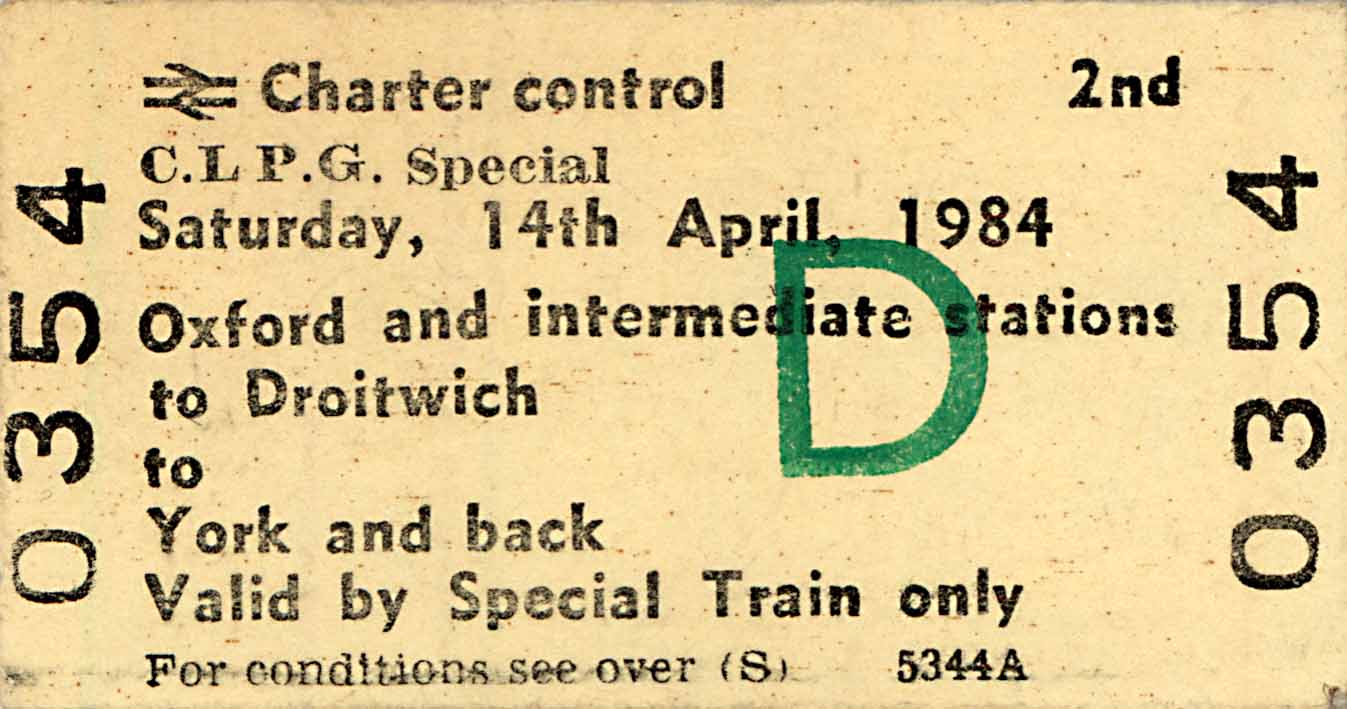 Charter control 2nd
C.L.P.G. Special
Saturday, 14th April, 1984
D
Oxford and intermediate stations
to Droitwich
to
York and back
Valid by Special Train only
For conditions see over (S) 5344A
0354
0354